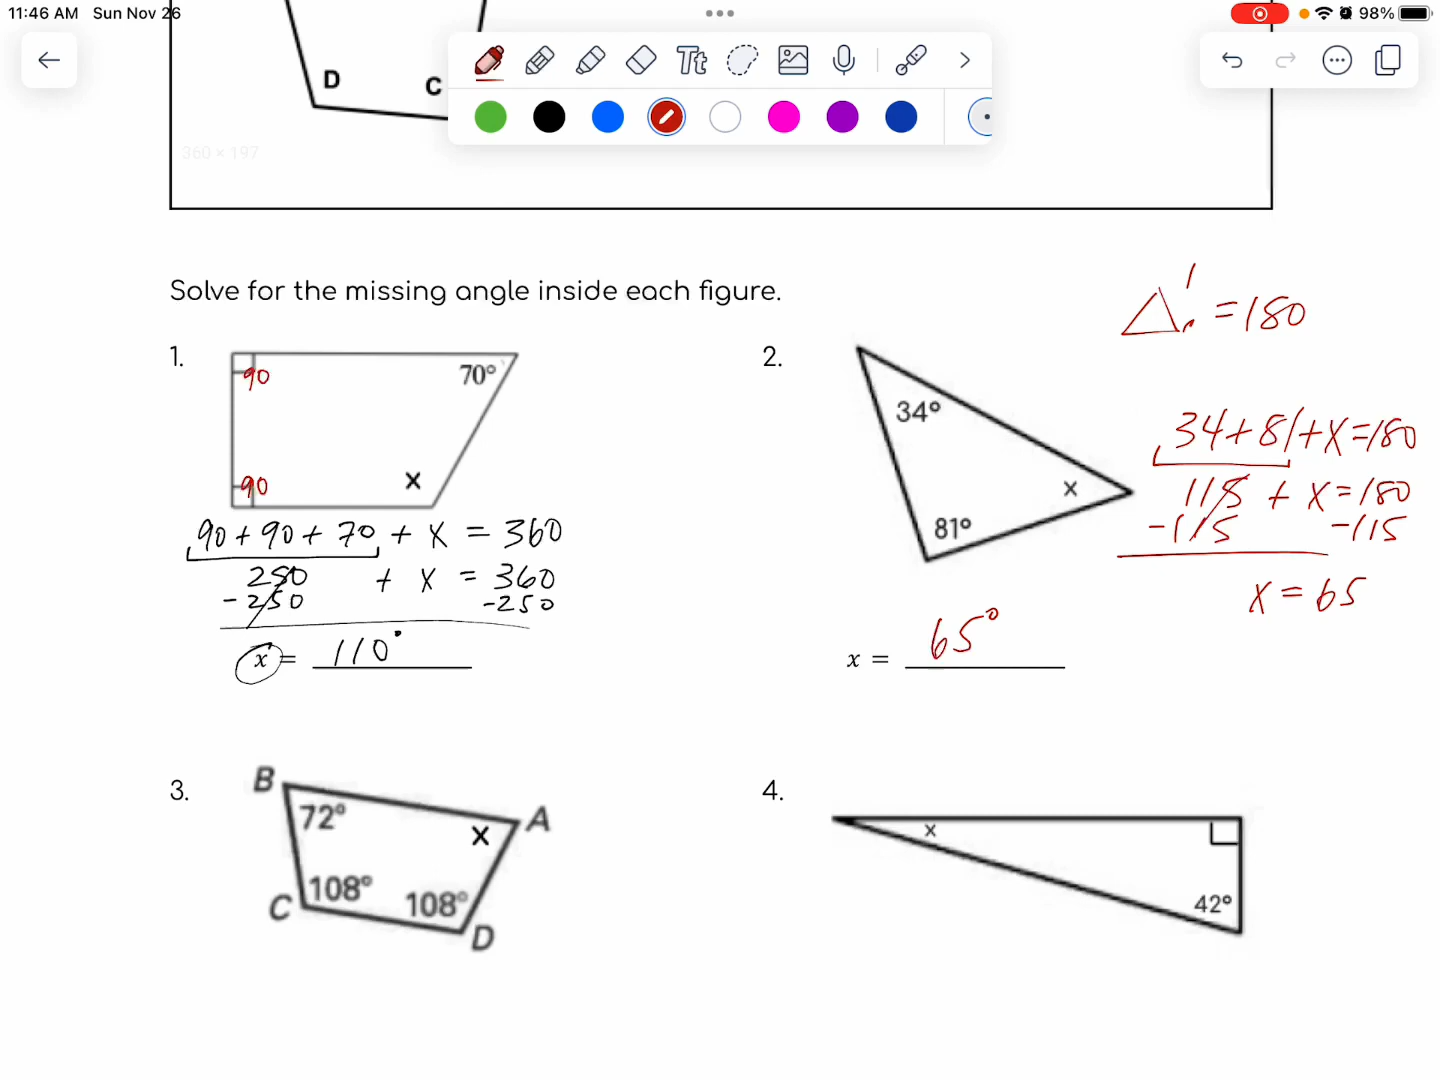 11:46 AM Sun Nov 26
98%
D
C
Tt
360 × 197
Solve for the missing angle inside each figure.
1.
90
70°
90
x
90 + 90 + 70 + x = 360
250 + x = 360
-250 -250
x = 110°
2.
34°
x
81°
= 180
34 + 81 + x = 180
115 + x = 180
-115 -115
x = 65
x = 65°
3.
B
72°
A
x
108°
108°
C
D
4.
x
42°